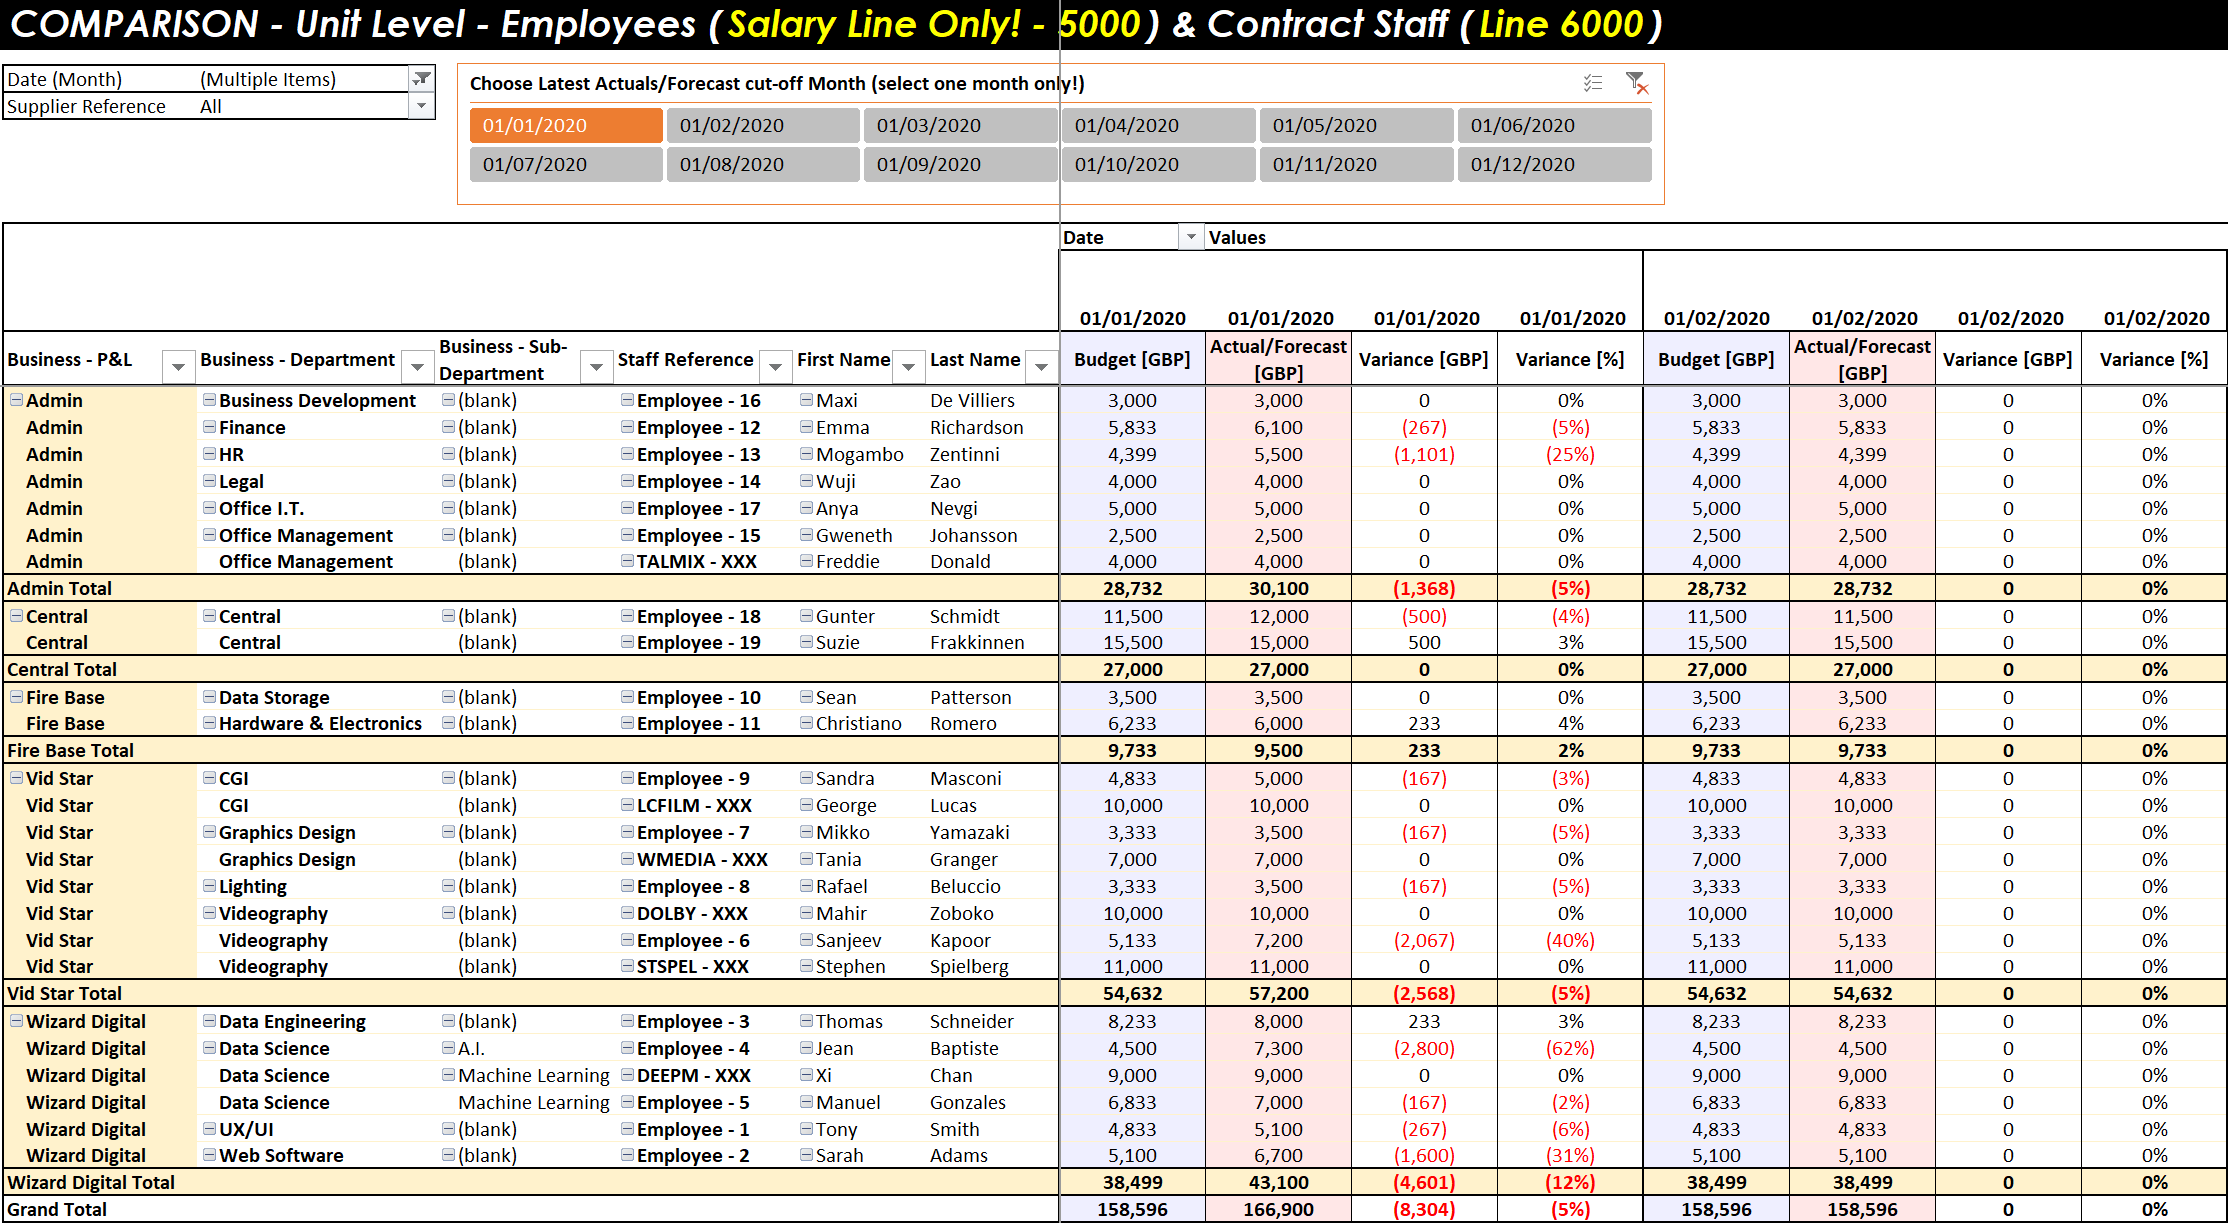 COMPARISON - Unit Level - Employees ( Salary Line Only! - 5000 ) & Contract Staff ( Line 6000 )
Date (Month) (Multiple Items)
Supplier Reference All
Choose Latest Actuals/Forecast cut-off Month (select one month only!)
01/01/2020 01/02/2020 01/03/2020 01/04/2020 01/05/2020 01/06/2020
01/07/2020 01/08/2020 01/09/2020 01/10/2020 01/11/2020 01/12/2020
Date Values
01/01/2020 01/01/2020 01/01/2020 01/01/2020 01/02/2020 01/02/2020 01/02/2020 01/02/2020
Business - P&L Business - Department Business - Sub-Department Staff Reference First Name Last Name Budget [GBP] Actual/Forecast [GBP] Variance [GBP] Variance [%] Budget [GBP] Actual/Forecast [GBP] Variance [GBP] Variance [%]
Admin Business Development (blank) Employee - 16 Maxi De Villiers 3,000 3,000 0 0% 3,000 3,000 0 0%
Admin Finance (blank) Employee - 12 Emma Richardson 5,833 6,100 (267) (5%) 5,833 5,833 0 0%
Admin HR (blank) Employee - 13 Mogambo Zentinni 4,399 5,500 (1,101) (25%) 4,399 4,399 0 0%
Admin Legal (blank) Employee - 14 Wuji Zao 4,000 4,000 0 0% 4,000 4,000 0 0%
Admin Office I.T. (blank) Employee - 17 Anya Nevgi 5,000 5,000 0 0% 5,000 5,000 0 0%
Admin Office Management (blank) Employee - 15 Gweneth Johansson 2,500 2,500 0 0% 2,500 2,500 0 0%
Admin Office Management (blank) TALMIX - XXX Freddie Donald 4,000 4,000 0 0% 4,000 4,000 0 0%
Admin Total 28,732 30,100 (1,368) (5%) 28,732 28,732 0 0%
Central Central (blank) Employee - 18 Gunter Schmidt 11,500 12,000 (500) (4%) 11,500 11,500 0 0%
Central Central (blank) Employee - 19 Suzie Frakkinnen 15,500 15,000 500 3% 15,500 15,500 0 0%
Central Total 27,000 27,000 0 0% 27,000 27,000 0 0%
Fire Base Data Storage (blank) Employee - 10 Sean Patterson 3,500 3,500 0 0% 3,500 3,500 0 0%
Fire Base Hardware & Electronics (blank) Employee - 11 Christiano Romero 6,233 6,000 233 4% 6,233 6,233 0 0%
Fire Base Total 9,733 9,500 233 2% 9,733 9,733 0 0%
Vid Star CGI (blank) Employee - 9 Sandra Masconi 4,833 5,000 (167) (3%) 4,833 4,833 0 0%
Vid Star CGI (blank) LCFILM - XXX George Lucas 10,000 10,000 0 0% 10,000 10,000 0 0%
Vid Star Graphics Design (blank) Employee - 7 Mikko Yamazaki 3,333 3,500 (167) (5%) 3,333 3,333 0 0%
Vid Star Graphics Design (blank) WMEDIA - XXX Tania Granger 7,000 7,000 0 0% 7,000 7,000 0 0%
Vid Star Lighting (blank) Employee - 8 Rafael Beluccio 3,333 3,500 (167) (5%) 3,333 3,333 0 0%
Vid Star Videography (blank) DOLBY - XXX Mahir Zoboko 10,000 10,000 0 0% 10,000 10,000 0 0%
Vid Star Videography (blank) Employee - 6 Sanjeev Kapoor 5,133 7,200 (2,067) (40%) 5,133 5,133 0 0%
Vid Star Videography (blank) STSPEL - XXX Stephen Spielberg 11,000 11,000 0 0% 11,000 11,000 0 0%
Vid Star Total 54,632 57,200 (2,568) (5%) 54,632 54,632 0 0%
Wizard Digital Data Engineering (blank) Employee - 3 Thomas Schneider 8,233 8,000 233 3% 8,233 8,233 0 0%
Wizard Digital Data Science A.I. Employee - 4 Jean Baptiste 4,500 7,300 (2,800) (62%) 4,500 4,500 0 0%
Wizard Digital Data Science Machine Learning DEEPM - XXX Xi Chan 9,000 9,000 0 0% 9,000 9,000 0 0%
Wizard Digital Data Science Machine Learning Employee - 5 Manuel Gonzales 6,833 7,000 (167) (2%) 6,833 6,833 0 0%
Wizard Digital UX/UI (blank) Employee - 1 Tony Smith 4,833 5,100 (267) (6%) 4,833 4,833 0 0%
Wizard Digital Web Software (blank) Employee - 2 Sarah Adams 5,100 6,700 (1,600) (31%) 5,100 5,100 0 0%
Wizard Digital Total 38,499 43,100 (4,601) (12%) 38,499 38,499 0 0%
Grand Total 158,596 166,900 (8,304) (5%) 158,596 158,596 0 0%